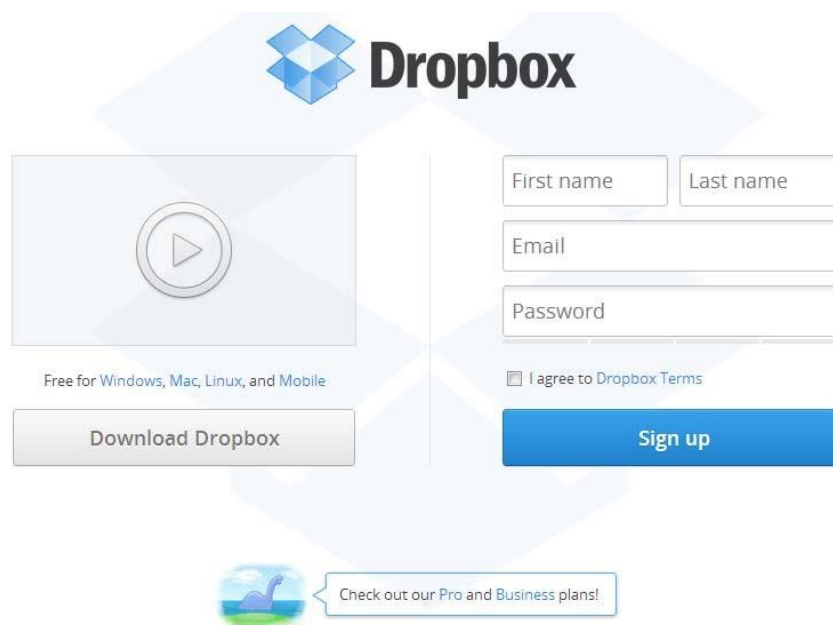 Dropbox
Free for Windows, Mac, Linux, and Mobile
Download Dropbox
First name
Last name
Email
Password
I agree to Dropbox Terms
Sign up
Check out our Pro and Business plans!